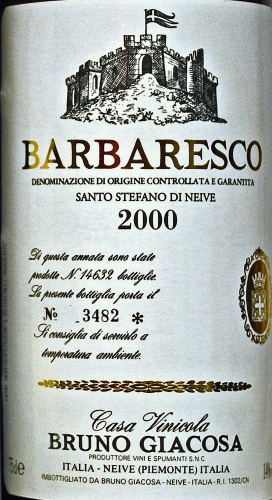 BARBARESCO
DENOMINAZIONE DI ORIGINE CONTROLLATA E GARANTITA
SANTO STEFANO DI NEIVE
2000
Di questa annata sono state
prodotte N. 14632 bottiglie.
La presente bottiglia porta il
No 3482 *
Si consiglia di servirlo a
temperatura ambiente.
Casa Vinicola
BRUNO GIACOSA
PRODUTTORE VINI E SPUMANTI S.N.C.
ITALIA - NEIVE (PIEMONTE) ITALIA
IMBOTTIGLIATO DA BRUNO GIACOSA - NEIVE - ITALIA - R.I. 1302/CN